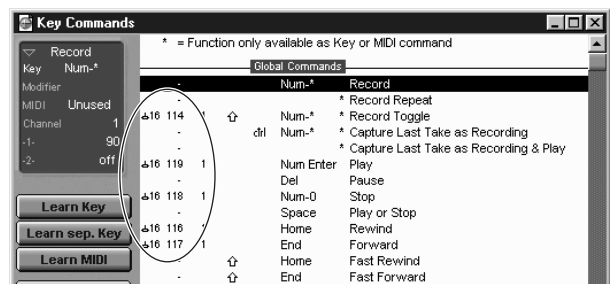 Key Commands
* = Function only available as Key or MIDI command
Record
Key Num-*
Modifier
MIDI Unused
Channel 1
-1- 90
-2- off
Learn Key
Learn sep. Key
Learn MIDI
Global Commands
- Num-* Record
- * Record Repeat
16 114 1 Num-* * Record Toggle
- ctrl Num-* * Capture Last Take as Recording
- * Capture Last Take as Recording & Play
16 119 1 Num Enter Play
- Del Pause
16 118 1 Num-0 Stop
- Space Play or Stop
16 116 1 Home Rewind
16 117 1 End Forward
- Home Fast Rewind
- End Fast Forward